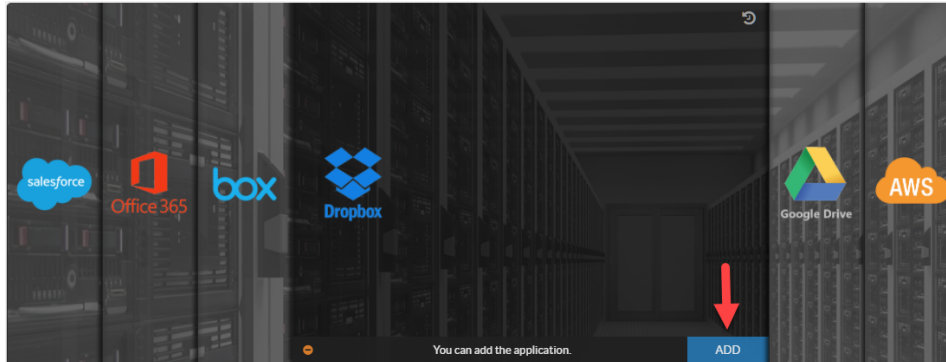 salesforce
Office 365
box
Dropbox
Google Drive
AWS
You can add the application.
ADD